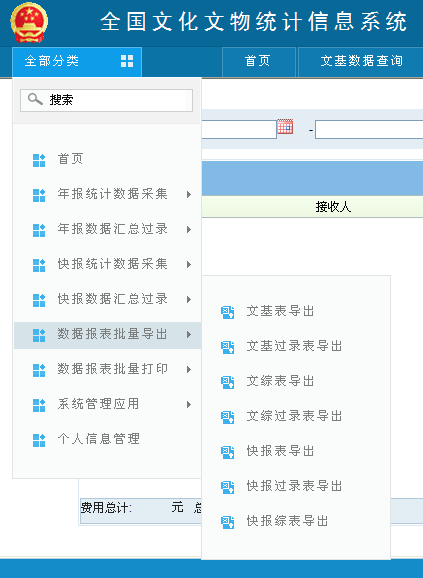 全国文化文物统计信息系统
全部分类 首页 文基数据查询
搜索
-
接收人
首页
年报统计数据采集
年报数据汇总过录
快报统计数据采集
快报数据汇总过录
数据报表批量导出
数据报表批量打印
系统管理应用
个人信息管理
文基表导出
文基过录表导出
文综表导出
文综过录表导出
快报表导出
快报过录表导出
快报综表导出
费用总计: 元 总